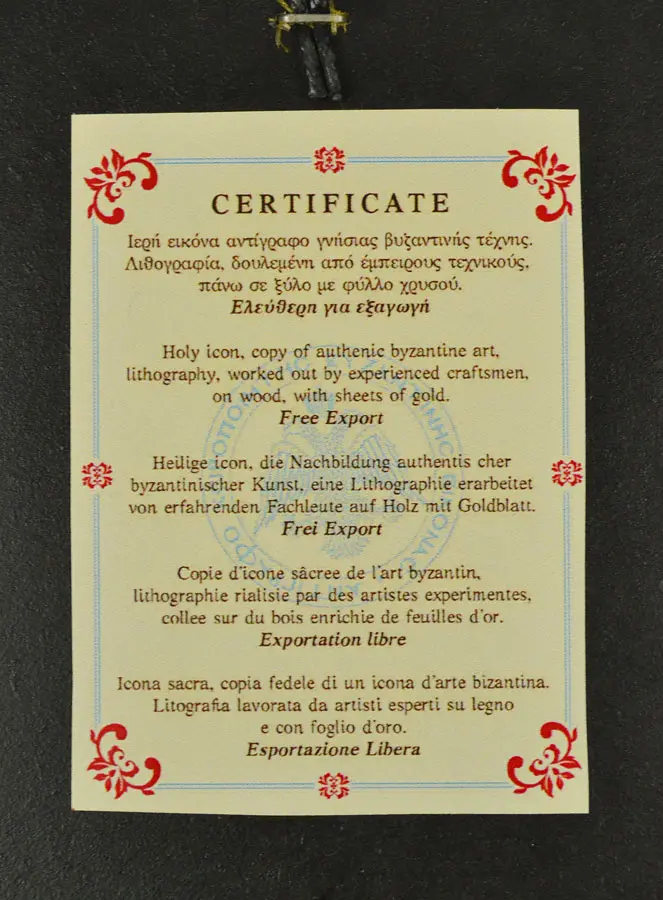 CERTIFICATE
Ιερή εικόνα αντίγραφο γνήσιας βυζαντινής τέχνης.
Λιθογραφία, δουλεμένη από έμπειρους τεχνικούς,
πάνω σε ξύλο με φύλλο χρυσού.
Ελεύθερη για εξαγωγή
Holy icon, copy of authenic byzantine art,
lithography, worked out by experienced craftsmen,
on wood, with sheets of gold.
Free Export
Heilige icon, die Nachbildung authentis cher
byzantinischer Kunst, eine Lithographie erarbeitet
von erfahrenden Fachleute auf Holz mit Goldblatt.
Frei Export
Copie d'icone sâcree de l'art byzantin,
lithographie rialisie par des artistes experimentes,
collee sur du bois enrichie de feuilles d'or.
Exportation libre
Icona sacra, copia fedele di un icona d'arte bizantina.
Litografia lavorata da artisti esperti su legno
e con foglio d'oro.
Esportazione Libera